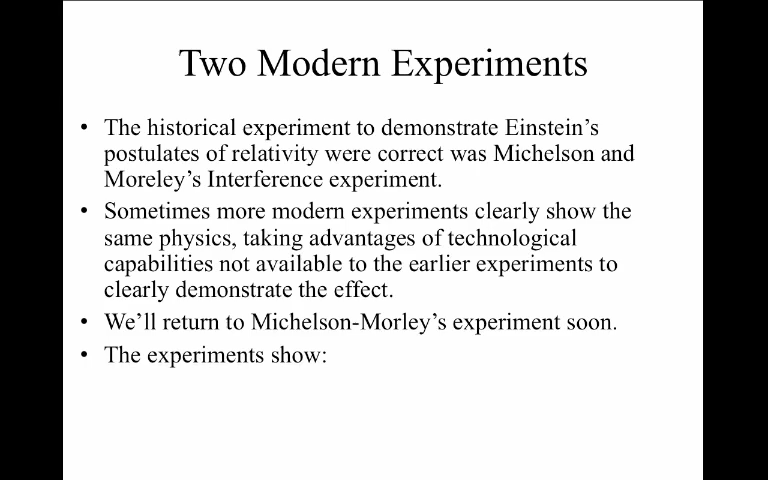 Two Modern Experiments
• The historical experiment to demonstrate Einstein’s
postulates of relativity were correct was Michelson and
Moreley’s Interference experiment.
• Sometimes more modern experiments clearly show the
same physics, taking advantages of technological
capabilities not available to the earlier experiments to
clearly demonstrate the effect.
• We’ll return to Michelson-Morley’s experiment soon.
• The experiments show: